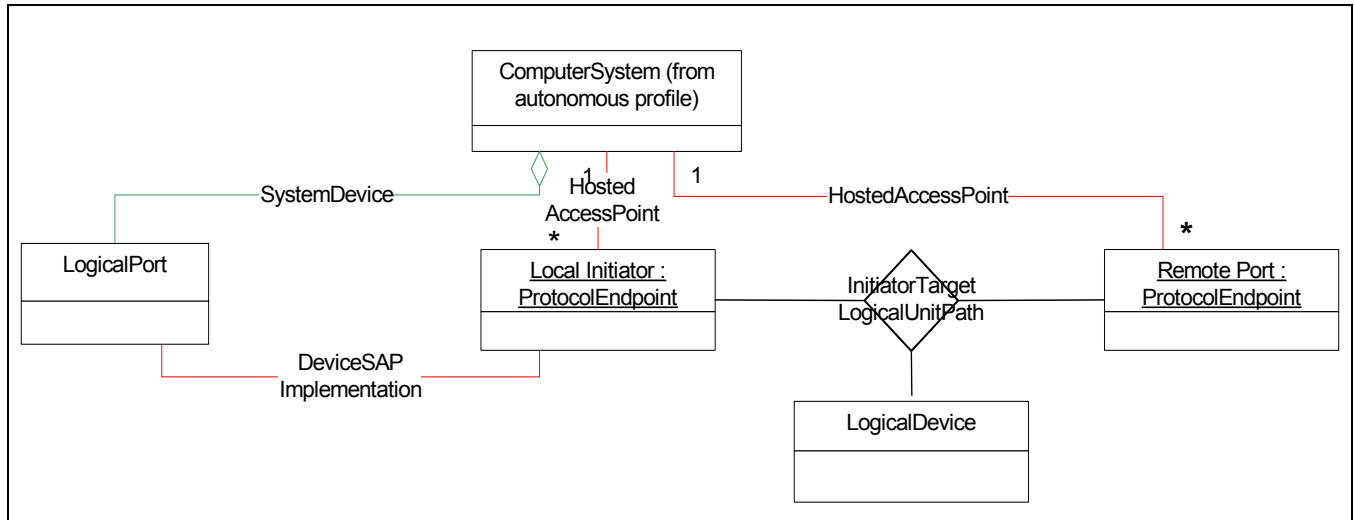 ComputerSystem (from
autonomous profile)
SystemDevice
1
Hosted
AccessPoint
*
1
HostedAccessPoint
*
LogicalPort
Local Initiator :
ProtocolEndpoint
InitiatorTarget
LogicalUnitPath
Remote Port :
ProtocolEndpoint
DeviceSAP
Implementation
LogicalDevice